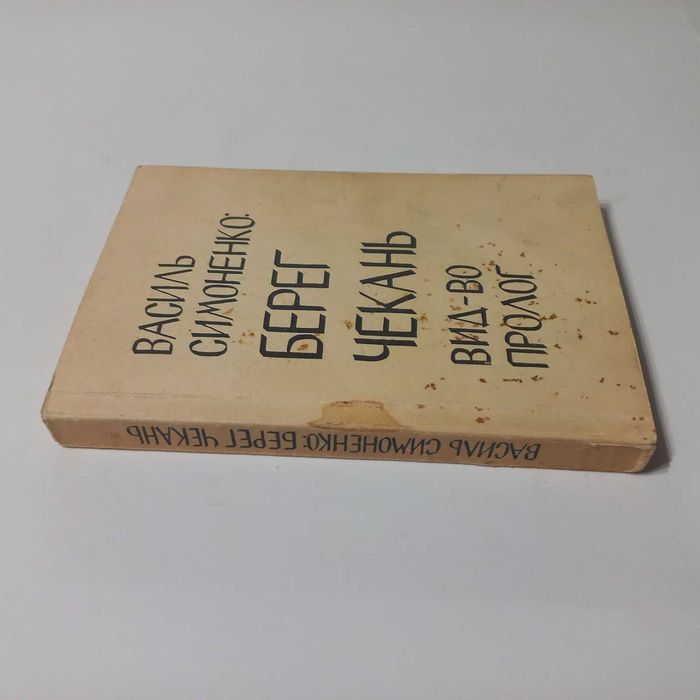 ВАСИЛЬ
СИМОНЕНКО:
БЕРЕГ
ЧЕКАНЬ
ВИД-ВО
ПРОЛОГ
ВАСИЛЬ СИМОНЕНКО: БЕРЕГ ЧЕКАНЬ